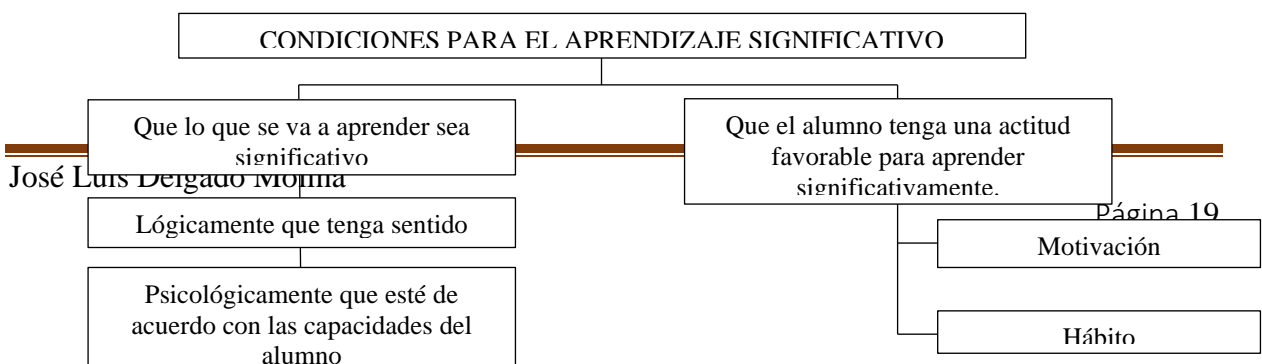 CONDICIONES PARA EL APRENDIZAJE SIGNIFICATIVO
Que lo que se va a aprender sea
significativo
Que el alumno tenga una actitud
favorable para aprender
significativamente.
José Luis Delgado Molina
Página 19
Lógicamente que tenga sentido
Motivación
Psicológicamente que esté de
acuerdo con las capacidades del
alumno
Hábito